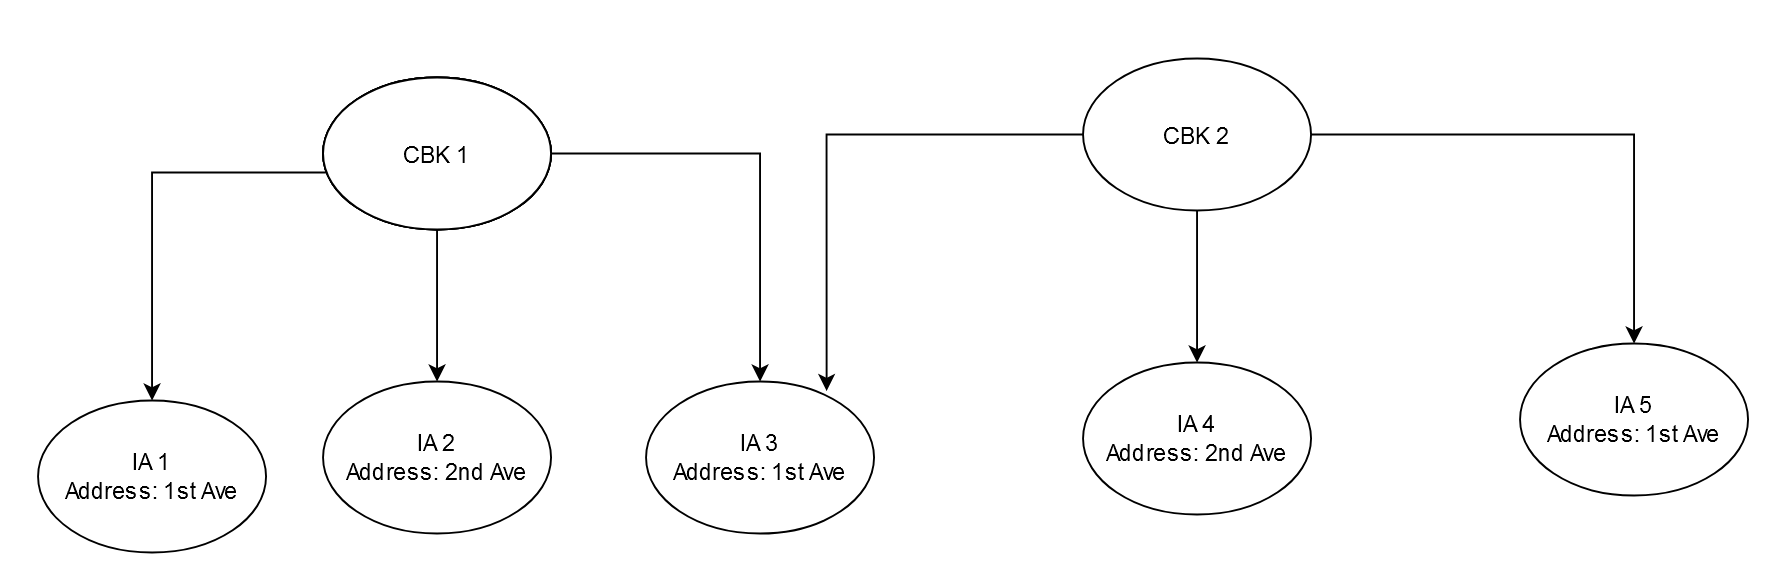 CBK 1
CBK 2
IA 1
Address: 1st Ave
IA 2
Address: 2nd Ave
IA 3
Address: 1st Ave
IA 4
Address: 2nd Ave
IA 5
Address: 1st Ave